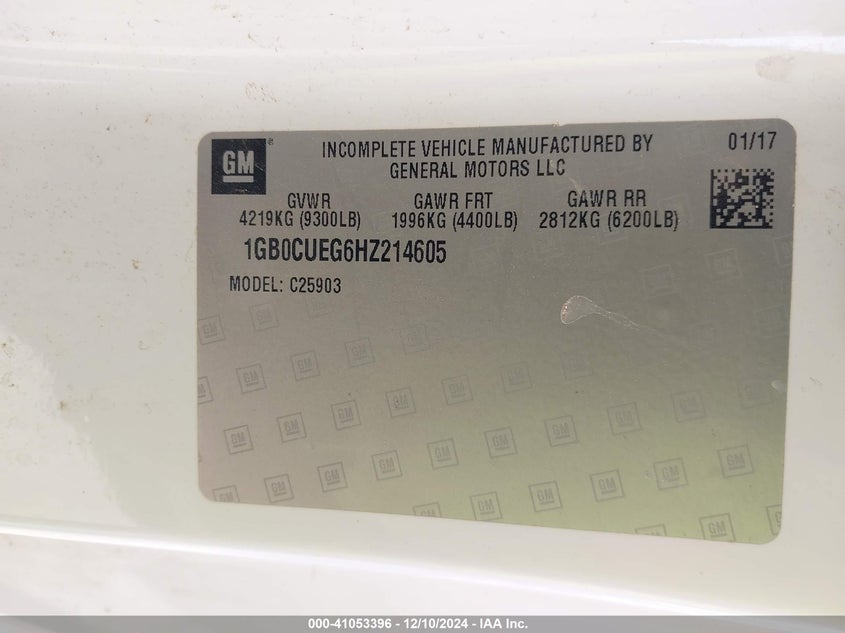 GM
INCOMPLETE VEHICLE MANUFACTURED BY
GENERAL MOTORS LLC
01/17
GVWR GAWR FRT GAWR RR
4219KG (9300LB) 1996KG (4400LB) 2812KG (6200LB)
1GB0CUEG6HZ214605
MODEL: C25903
000-41053396 - 12/10/2024 - IAA Inc.